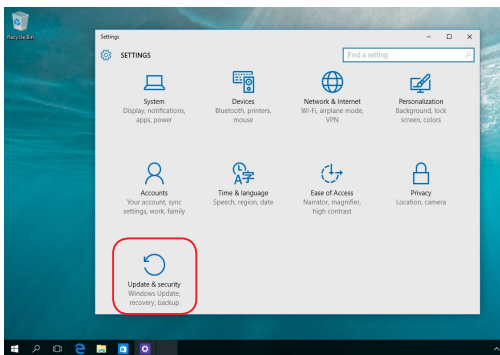 Recycle Bin
Settings
SETTINGS
Find a setting
System
Display, notifications,
apps, power
Devices
Bluetooth, printers,
mouse
Network & Internet
Wi-Fi, airplane mode,
VPN
Personalization
Background, lock
screen, colors
Accounts
Your account, sync
settings, work, family
Time & language
Speech, region, date
Ease of Access
Narrator, magnifier,
high contrast
Privacy
Location, camera
Update & security
Windows Update,
recovery, backup